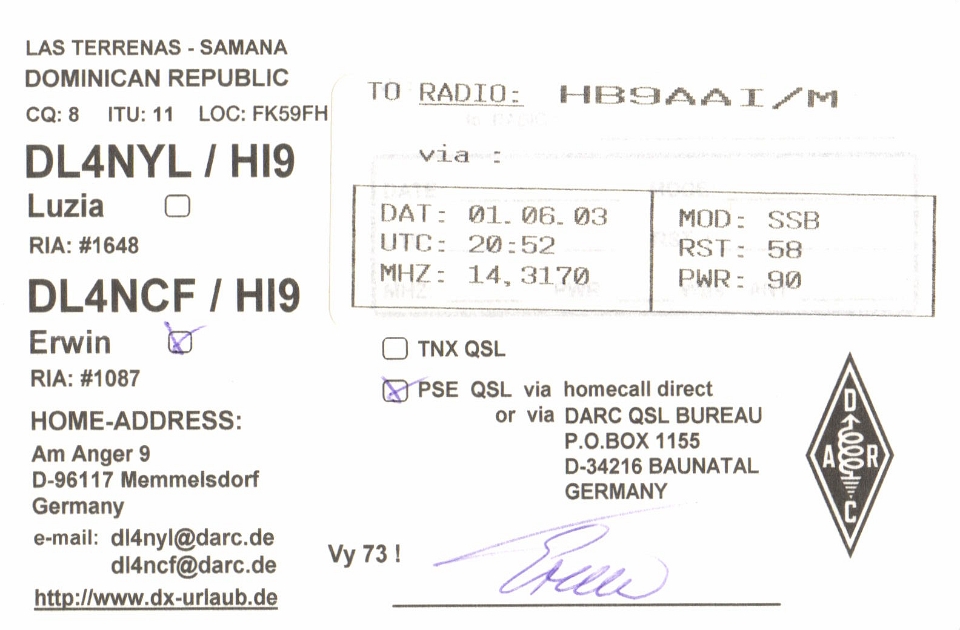 LAS TERRENAS - SAMANA
DOMINICAN REPUBLIC
CQ: 8 ITU: 11 LOC: FK59FH
DL4NYL / HI9
Luzia
RIA: #1648
DL4NCF / HI9
Erwin
RIA: #1087
HOME-ADDRESS:
Am Anger 9
D-96117 Memmelsdorf
Germany
e-mail: dl4nyl@darc.de
dl4ncf@darc.de
http://www.dx-urlaub.de
TO RADIO: HB9AAI/M
via :
DAT: 01.06.03
UTC: 20:52
MHZ: 14,3170
MOD: SSB
RST: 58
PWR: 90
TNX QSL
PSE QSL via homecall direct
or via DARC QSL BUREAU
P.O.BOX 1155
D-34216 BAUNATAL
GERMANY
D
A R
C
Vy 73 !
Erwin